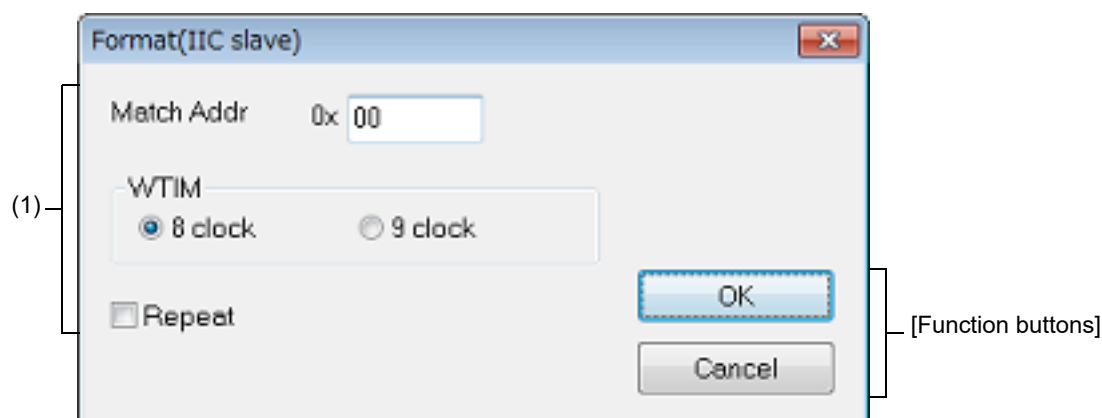 Format(IIC slave)
Match Addr 0x 00
(1)
WTIM
8 clock 9 clock
Repeat
OK
[Function buttons]
Cancel